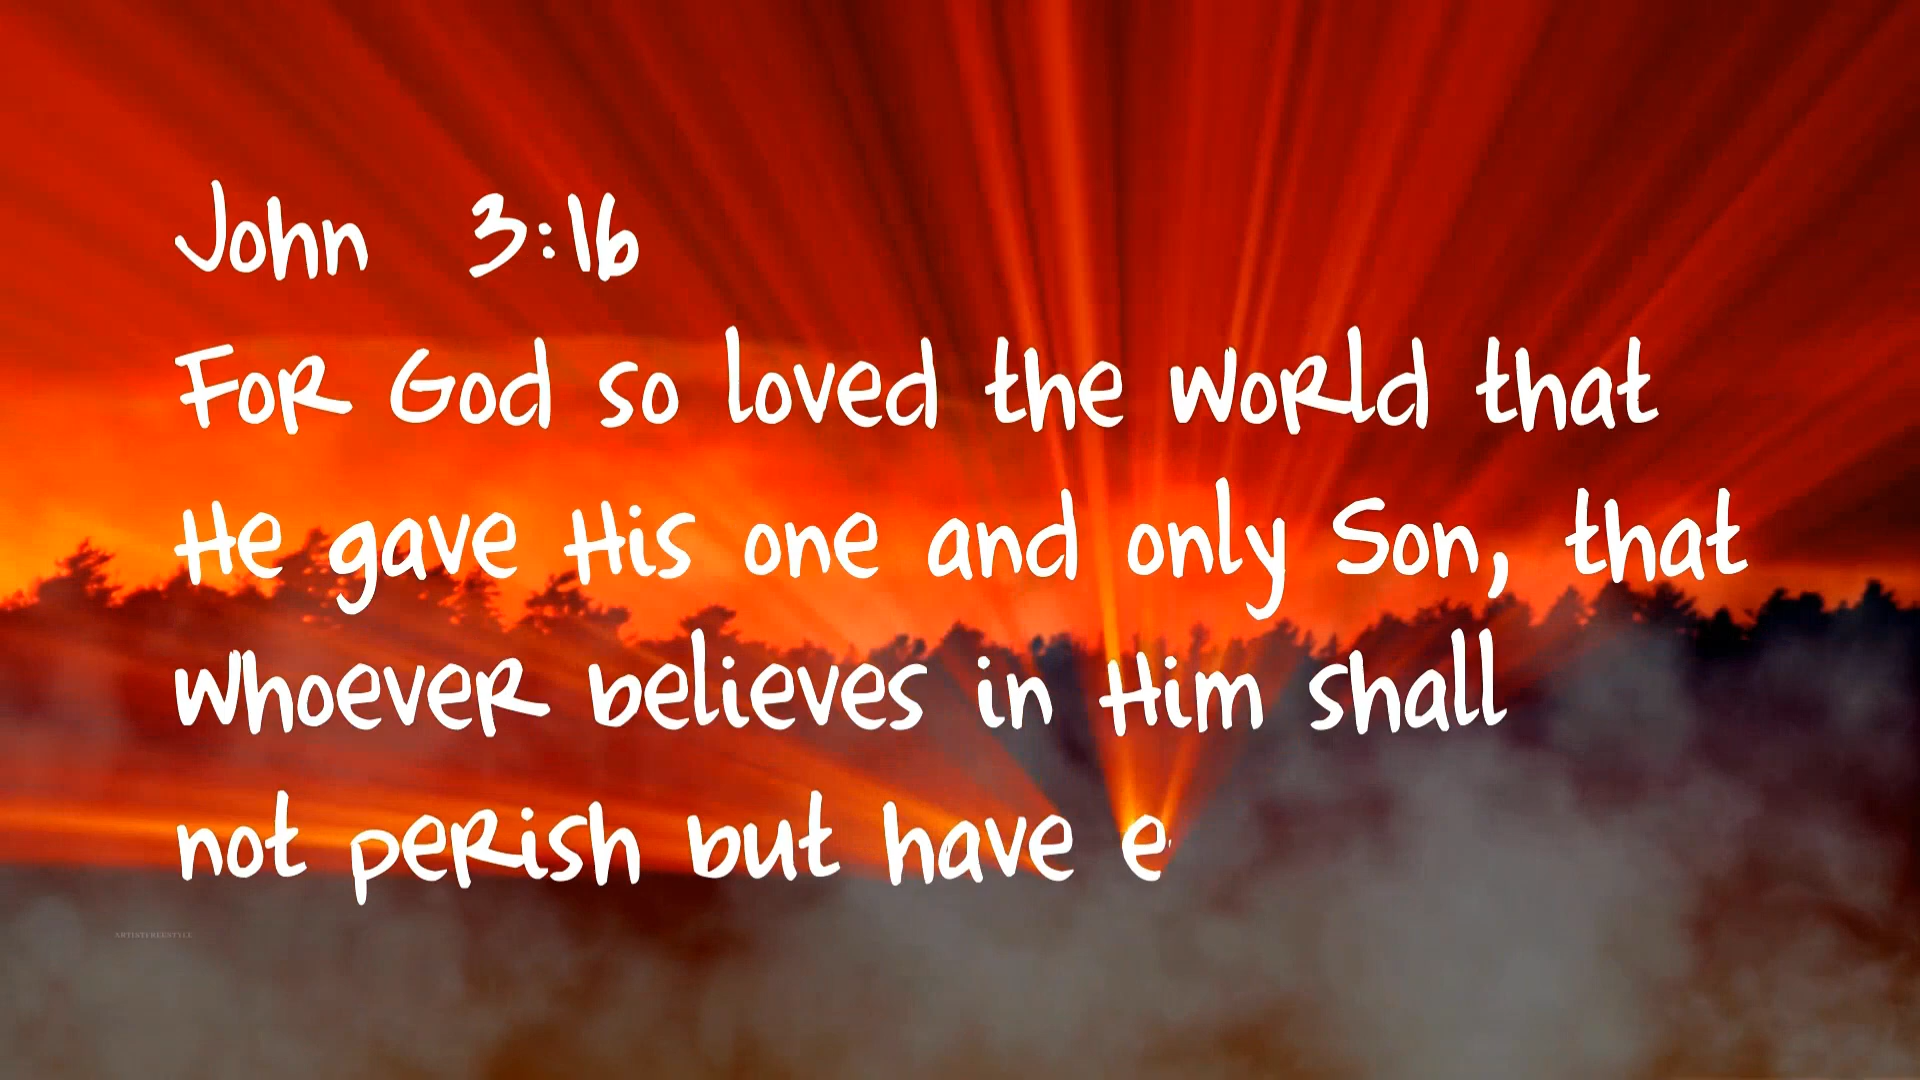 John 3:16
For God so loved the world that
He gave His one and only Son, that
whoever believes in Him shall
not perish but have e
ARTISTFREESTYLE